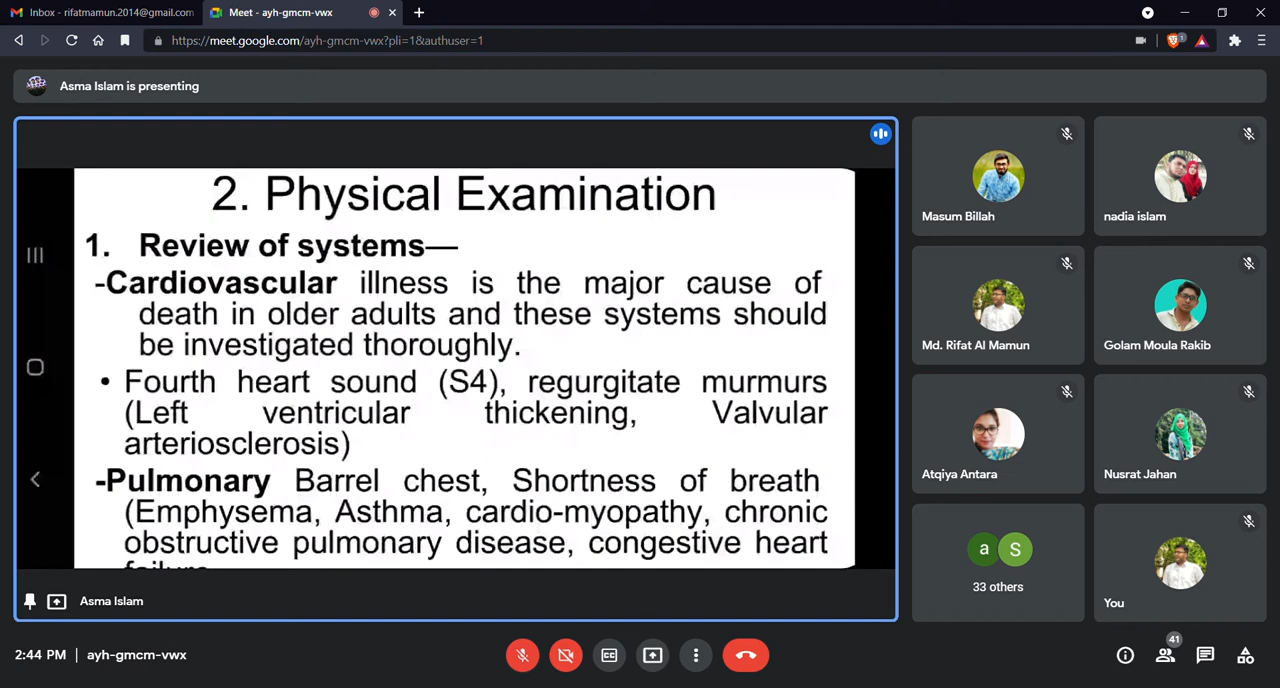 Inbox - rifatmamun.2014@gmail.com
Meet - ayh-gmcm-vwx
https://meet.google.com/ayh-gmcm-vwx?pli=1&authuser=1
1
Asma Islam is presenting
2. Physical Examination
1. Review of systems—
-Cardiovascular illness is the major cause of
death in older adults and these systems should
be investigated thoroughly.
• Fourth heart sound (S4), regurgitate murmurs
(Left ventricular thickening, Valvular
arteriosclerosis)
-Pulmonary Barrel chest, Shortness of breath
(Emphysema, Asthma, cardio-myopathy, chronic
obstructive pulmonary disease, congestive heart
failure
Asma Islam
Masum Billah
nadia islam
Md. Rifat Al Mamun
Golam Moula Rakib
Atqiya Antara
Nusrat Jahan
a S
33 others
You
2:44 PM | ayh-gmcm-vwx
CC
41